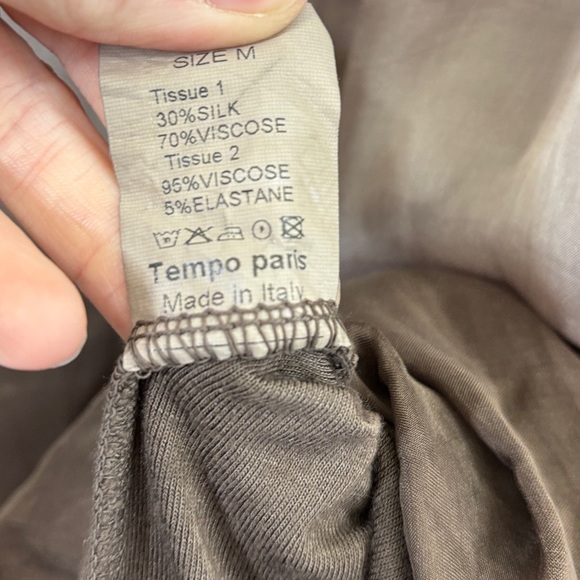 SIZE M
Tissue 1
30%SILK
70%VISCOSE
Tissue 2
95%VISCOSE
5%ELASTANE
Tempo paris
Made in Italy